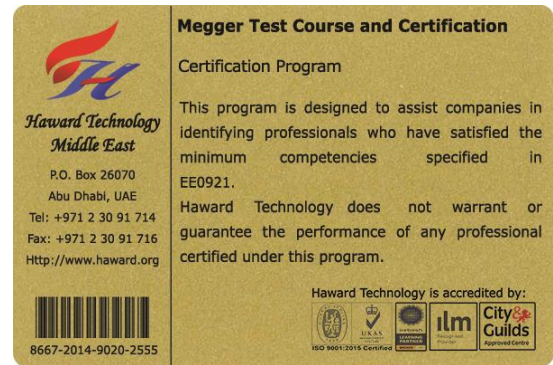 Haward Technology
Middle East
P.O. Box 26070
Abu Dhabi, UAE
Tel: +971 2 30 91 714
Fax: +971 2 30 91 716
Http://www.haward.org
8667-2014-9020-2555
Megger Test Course and Certification
Certification Program
This program is designed to assist companies in
identifying professionals who have satisfied the
minimum competencies specified in
EE0921.
Haward Technology does not warrant or
guarantee the performance of any professional
certified under this program.
Haward Technology is accredited by:
UKAS
LEARNING
PARTNER
ilm
Recognised
Provider
City&
Guilds
Approved Centre
ISO 9001:2015 Certified